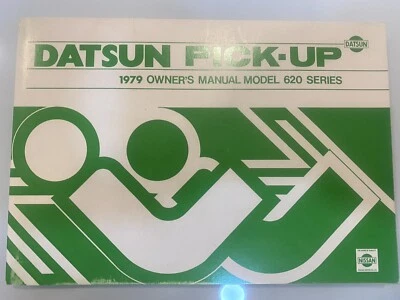 DATSUN PICK-UP
DATSUN
1979 OWNER'S MANUAL MODEL 620 SERIES
NISSAN